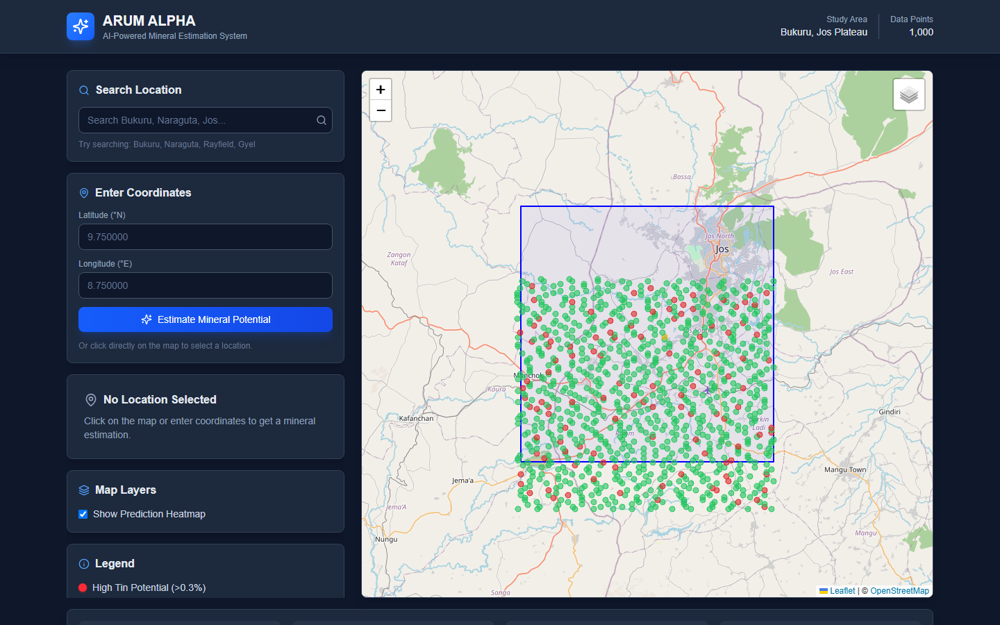 ARUM ALPHA
AI-Powered Mineral Estimation System
Study Area
Bukuru, Jos Plateau
Data Points
1,000
Search Location
Search Bukuru, Naraguta, Jos...
Try searching: Bukuru, Naraguta, Rayfield, Gyel
Enter Coordinates
Latitude (°N)
9.750000
Longitude (°E)
8.750000
Estimate Mineral Potential
Or click directly on the map to select a location.
No Location Selected
Click on the map or enter coordinates to get a mineral
estimation.
Map Layers
Show Prediction Heatmap
Legend
High Tin Potential (>0.3%)
+
−
Bassa
Jos North
Jos
Zangon
Kataf
Jos East
Kaura
Kafanchan
Ladi
Gindiri
Jema'a
Mangu Town
Jema'A
Mangu
Nungu
Sanga
Leaflet | © OpenStreetMap